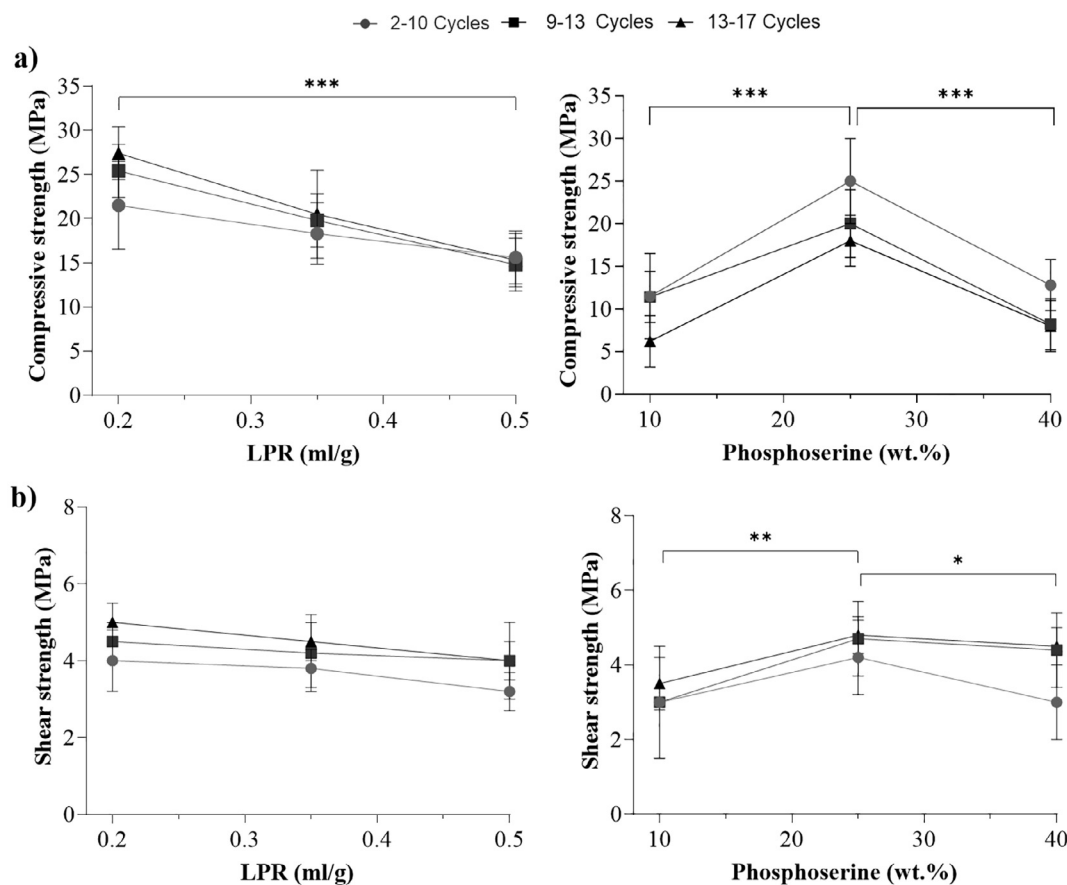 2-10 Cycles 9-13 Cycles 13-17 Cycles
a)
Compressive strength (MPa)
35
30
25
20
15
10
5
0
***
0.2 0.3 0.4 0.5
LPR (ml/g)
Compressive strength (MPa)
35
30
25
20
15
10
5
0
*** ***
10 20 30 40
Phosphoserine (wt.%)
b)
Shear strength (MPa)
8
6
4
2
0
0.2 0.3 0.4 0.5
LPR (ml/g)
Shear strength (MPa)
8
6
4
2
0
** *
10 20 30 40
Phosphoserine (wt.%)